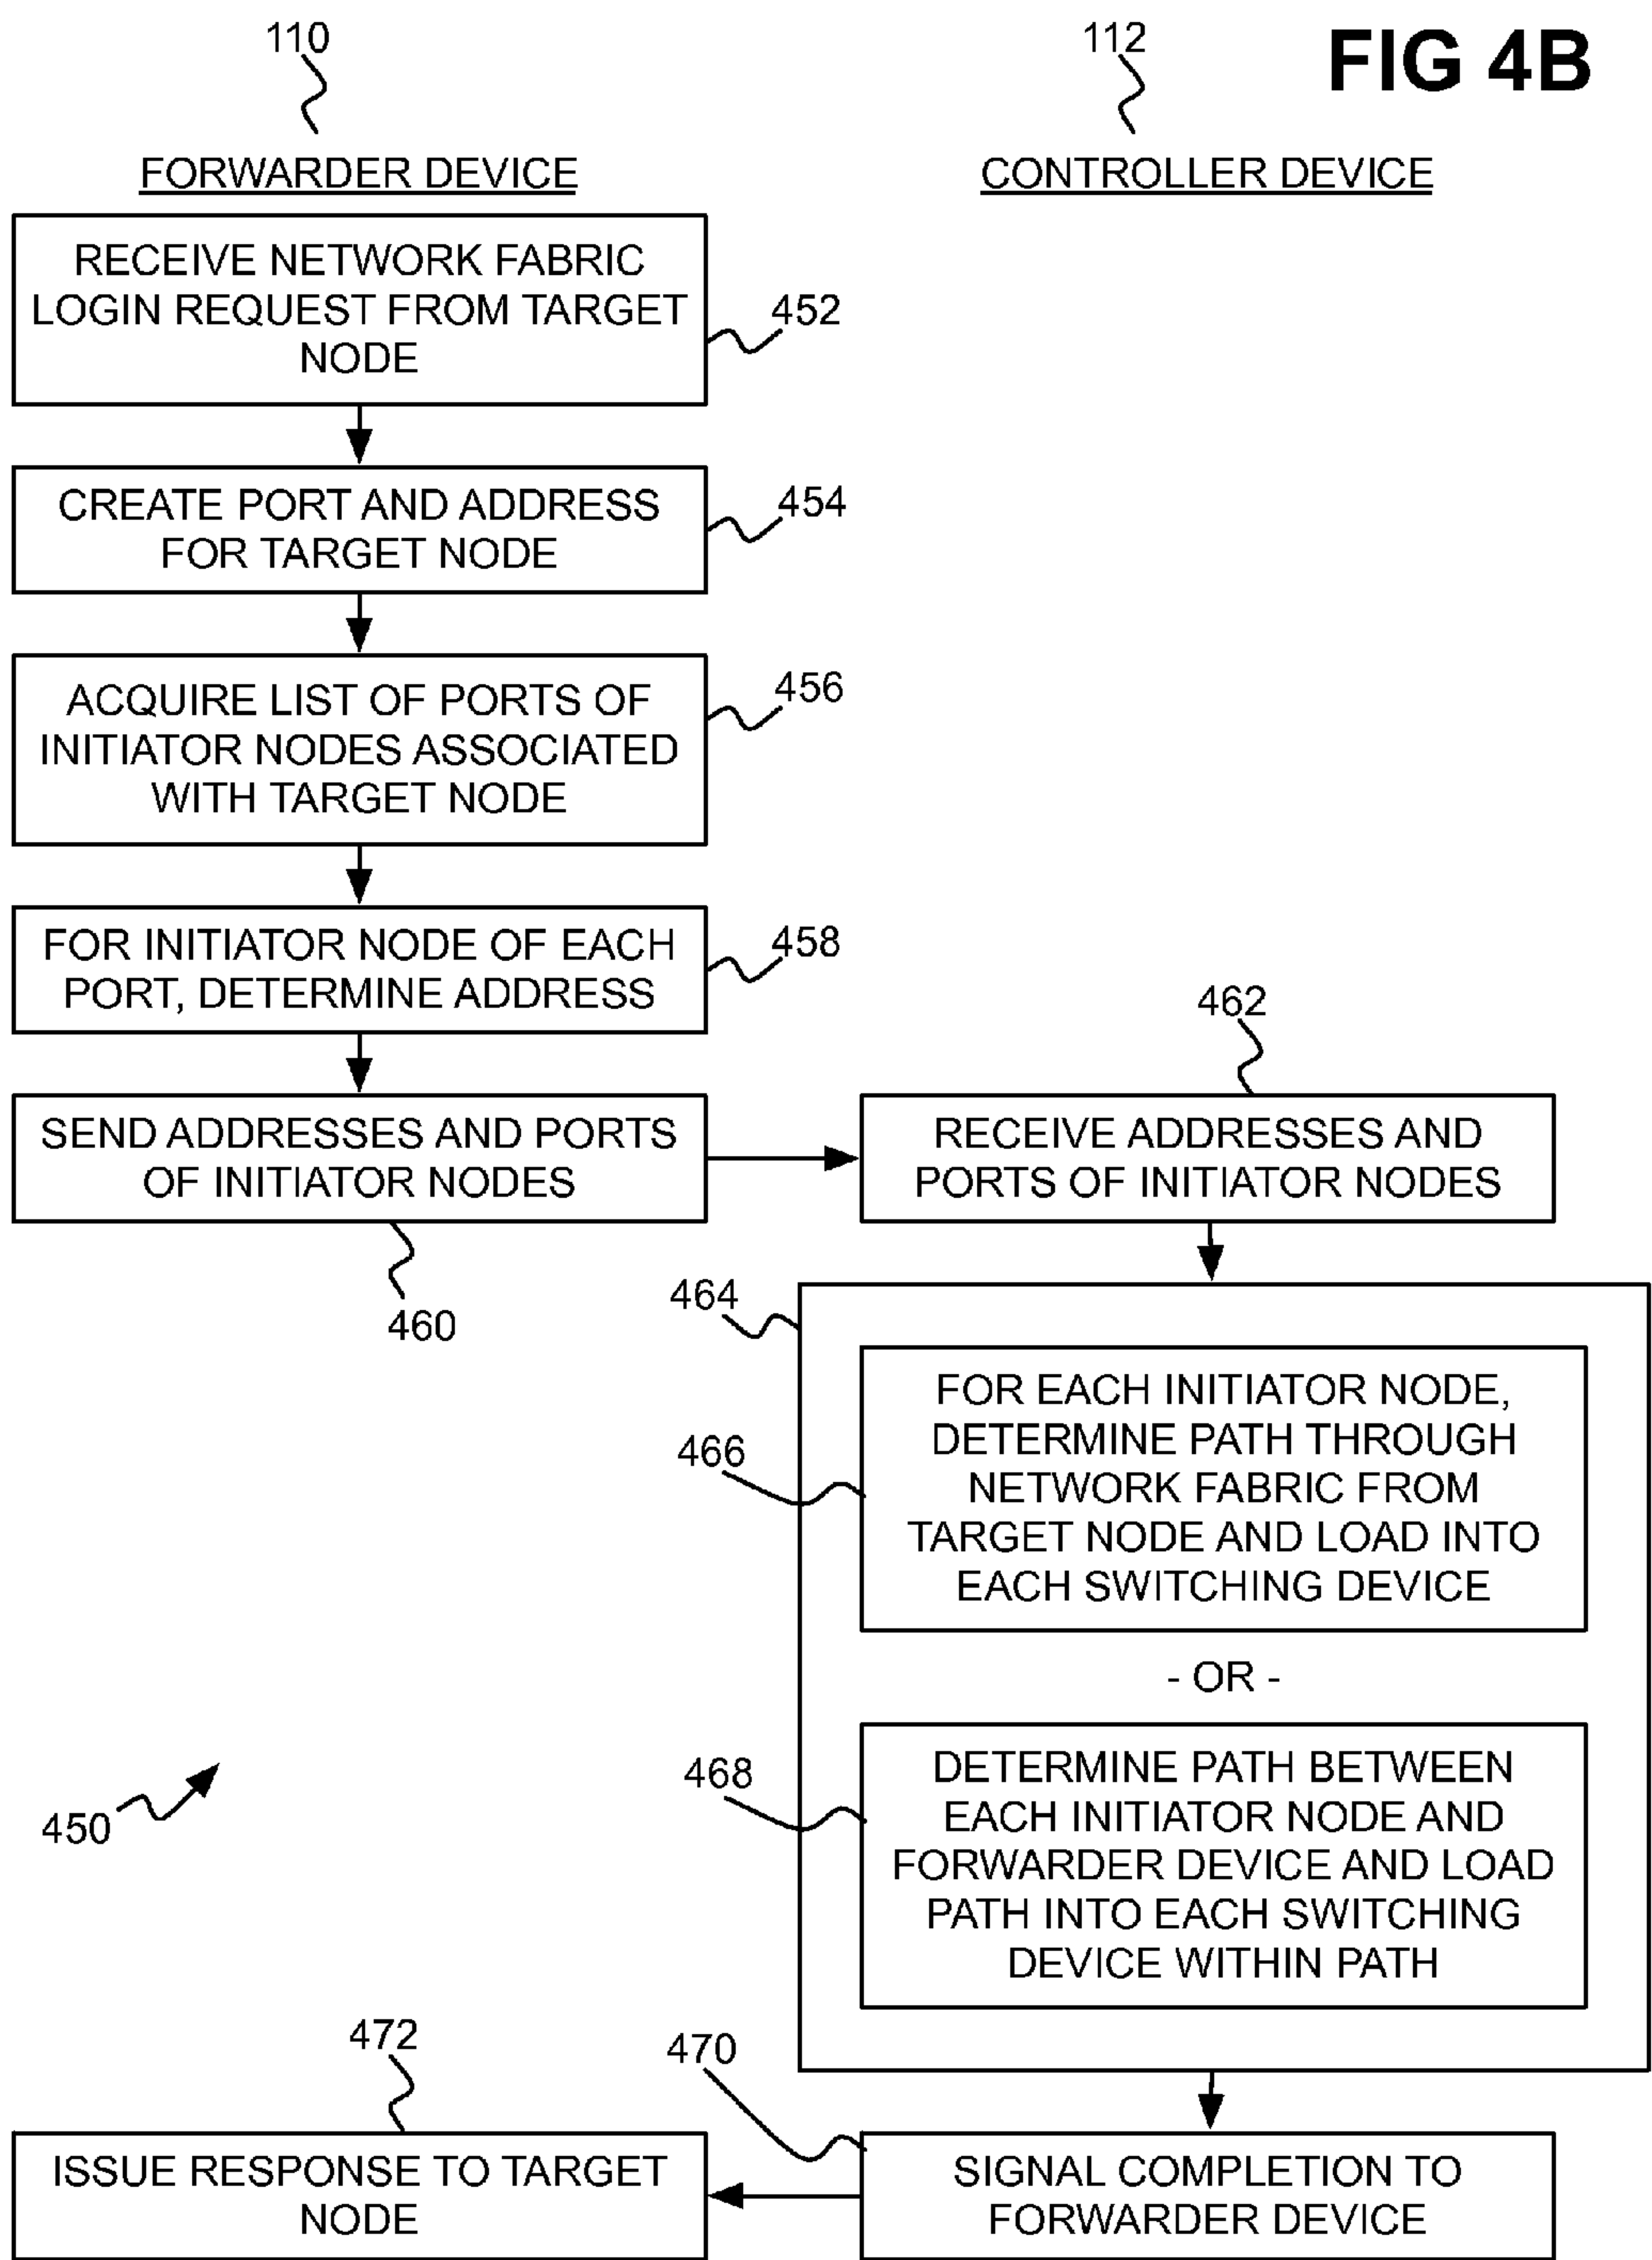 110
112
FIG 4B
FORWARDER DEVICE
CONTROLLER DEVICE
RECEIVE NETWORK FABRIC
LOGIN REQUEST FROM TARGET
NODE
452
CREATE PORT AND ADDRESS
FOR TARGET NODE
454
ACQUIRE LIST OF PORTS OF
INITIATOR NODES ASSOCIATED
WITH TARGET NODE
456
FOR INITIATOR NODE OF EACH
PORT, DETERMINE ADDRESS
458
SEND ADDRESSES AND PORTS
OF INITIATOR NODES
460
462
RECEIVE ADDRESSES AND
PORTS OF INITIATOR NODES
464
466
FOR EACH INITIATOR NODE,
DETERMINE PATH THROUGH
NETWORK FABRIC FROM
TARGET NODE AND LOAD INTO
EACH SWITCHING DEVICE
- OR -
468
DETERMINE PATH BETWEEN
EACH INITIATOR NODE AND
FORWARDER DEVICE AND LOAD
PATH INTO EACH SWITCHING
DEVICE WITHIN PATH
450
470
SIGNAL COMPLETION TO
FORWARDER DEVICE
472
ISSUE RESPONSE TO TARGET
NODE